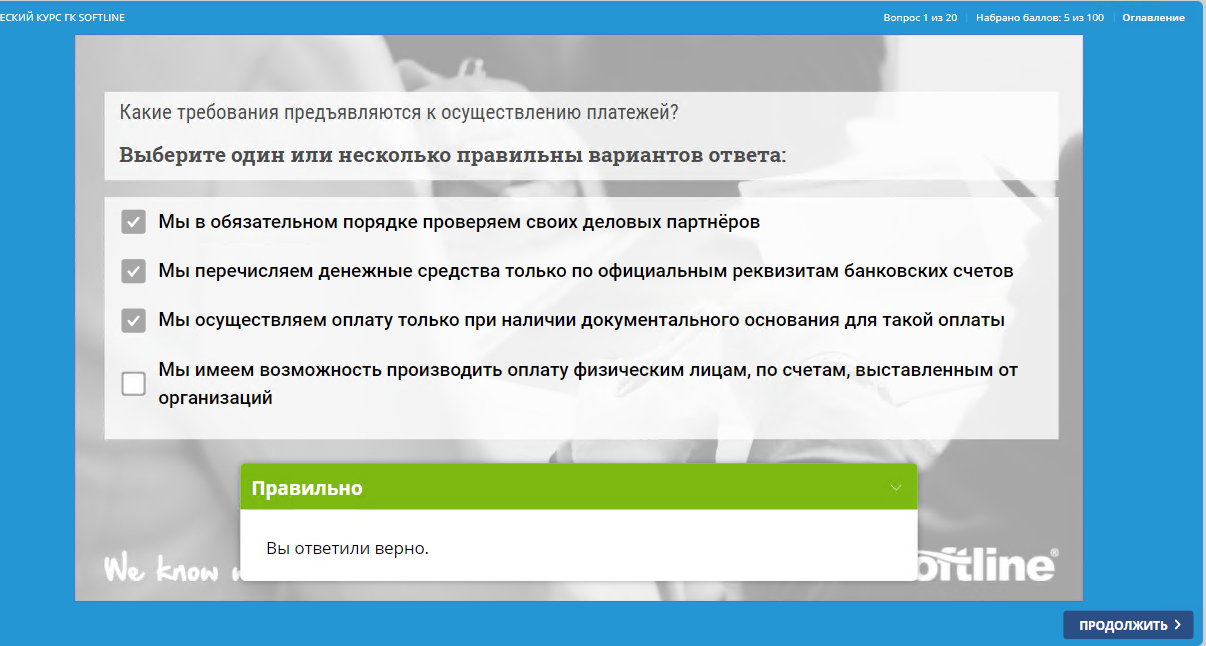 ЕСКИЙ КУРС ГК SOFTLINE
Вопрос 1 из 20 Набрано баллов: 5 из 100 Оглавление
Какие требования предъявляются к осуществлению платежей?
Выберите один или несколько правильны вариантов ответа:
Мы в обязательном порядке проверяем своих деловых партнёров
Мы перечисляем денежные средства только по официальным реквизитам банковских счетов
Мы осуществляем оплату только при наличии документального основания для такой оплаты
Мы имеем возможность производить оплату физическим лицам, по счетам, выставленным от
организаций
Правильно
Вы ответили верно.
We know
oftline®
ПРОДОЛЖИТЬ